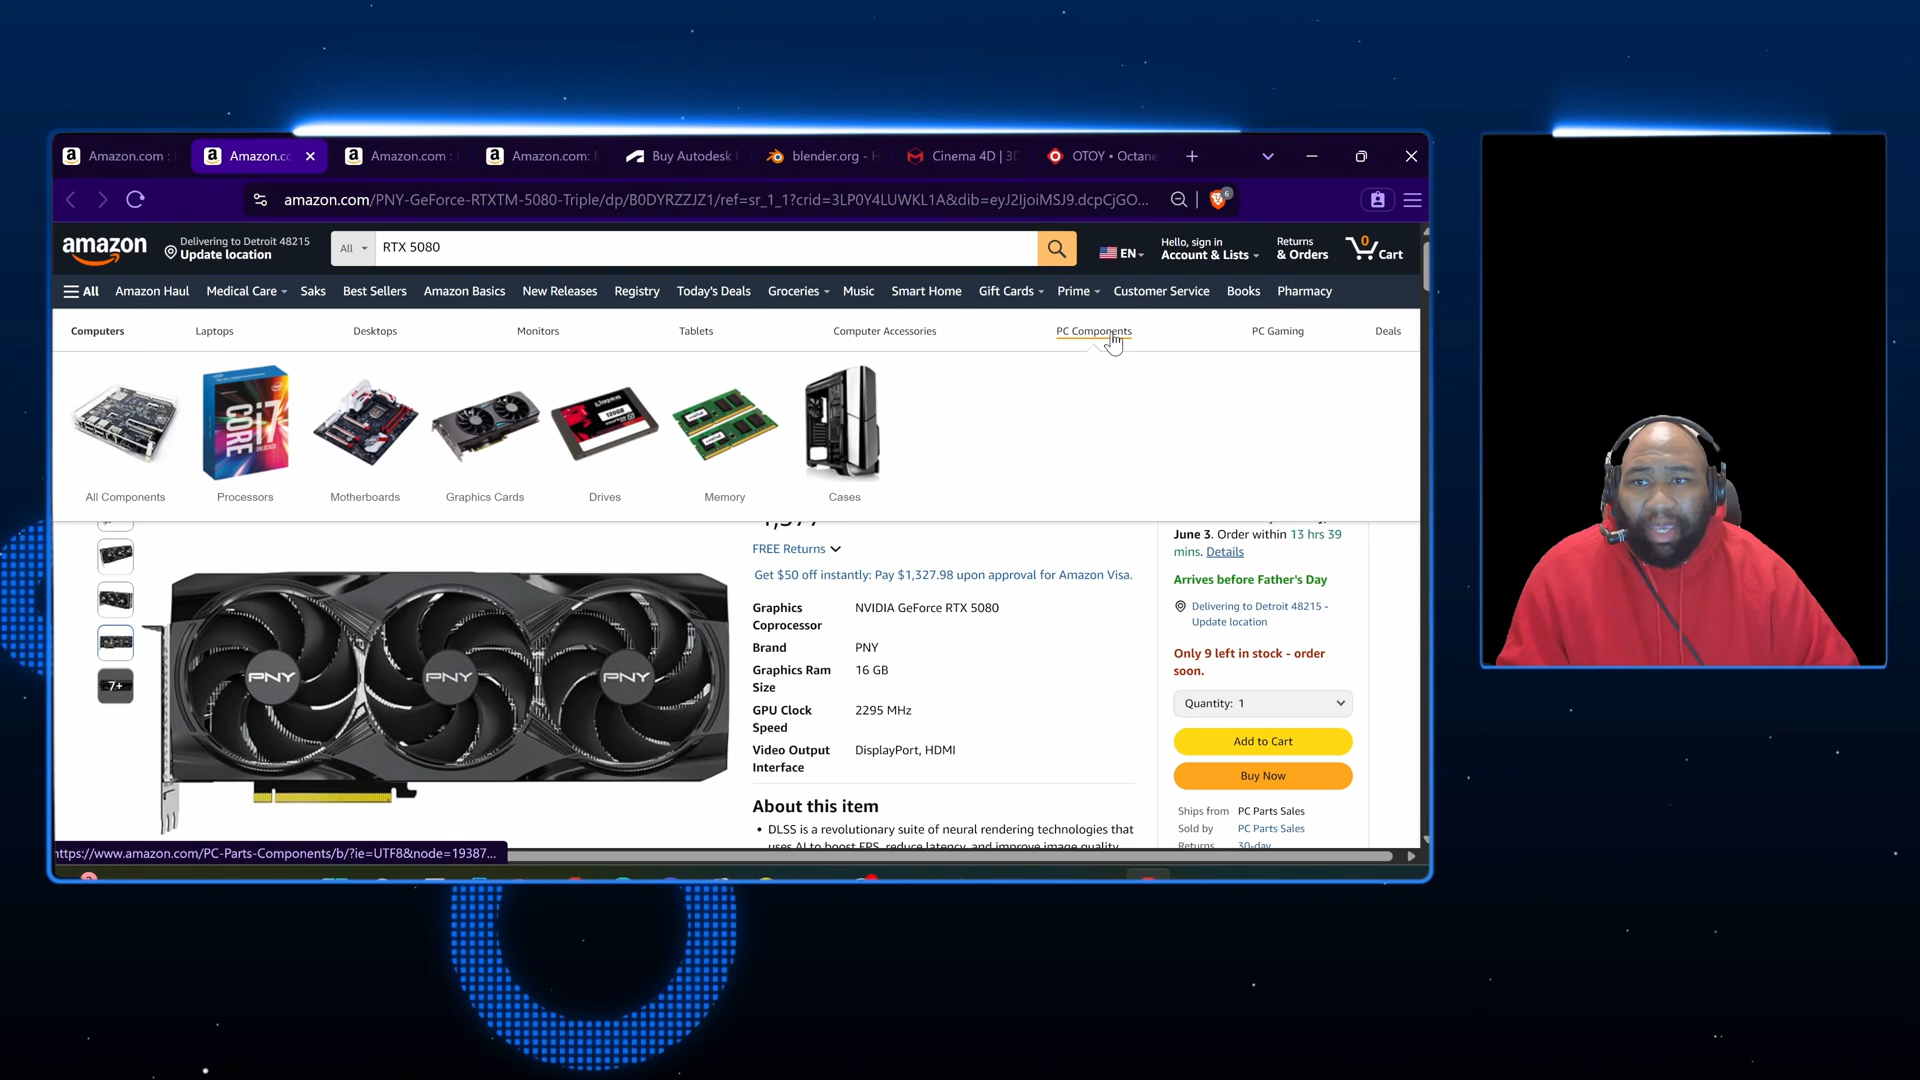 Amazon.com :
Amazon.co
Amazon.com :
Amazon.com:
Buy Autodesk
blender.org - H
Cinema 4D | 3D
OTOY • Octane
amazon.com/PNY-GeForce-RTXTM-5080-Triple/dp/B0DYRZZJZ1/ref=sr_1_1?crid=3LP0Y4LUWKL1A&dib=eyJ2IjoiMSJ9.dcpCjGO...
6
amazon
Delivering to Detroit 48215
Update location
All
RTX 5080
EN
Hello, sign in
Account & Lists
Returns
& Orders
0
Cart
All
Amazon Haul
Medical Care
Saks
Best Sellers
Amazon Basics
New Releases
Registry
Today's Deals
Groceries
Music
Smart Home
Gift Cards
Prime
Customer Service
Books
Pharmacy
Computers
Laptops
Desktops
Monitors
Tablets
Computer Accessories
PC Components
PC Gaming
Deals
CORE i7
All Components
Processors
Motherboards
Graphics Cards
Drives
Memory
Cases
7+
PNY
PNY
PNY
FREE Returns
Get $50 off instantly: Pay $1,327.98 upon approval for Amazon Visa.
Graphics Coprocessor
NVIDIA GeForce RTX 5080
Brand
PNY
Graphics Ram Size
16 GB
GPU Clock Speed
2295 MHz
Video Output Interface
DisplayPort, HDMI
About this item
• DLSS is a revolutionary suite of neural rendering technologies that
uses AI to boost FPS, reduce latency, and improve image quality.
June 3. Order within 13 hrs 39
mins. Details
Arrives before Father's Day
Delivering to Detroit 48215 -
Update location
Only 9 left in stock - order
soon.
Quantity: 1
Add to Cart
Buy Now
Ships from PC Parts Sales
Sold by PC Parts Sales
Returns 30-day
https://www.amazon.com/PC-Parts-Components/b/?ie=UTF8&node=19387...